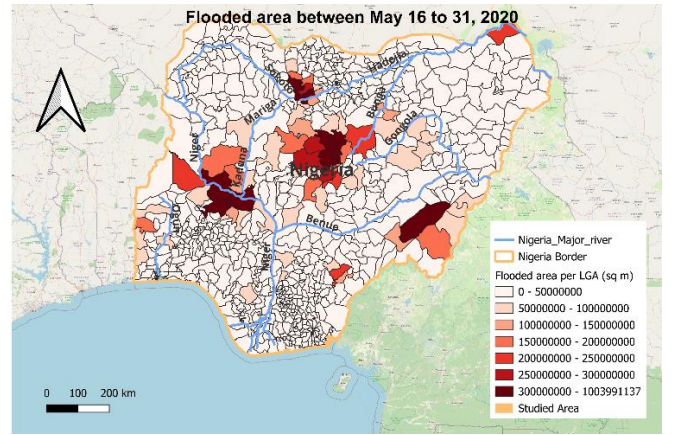 Flooded area between May 16 to 31, 2020
Sokoto
Hadejia
Mariga
Bonga
Gongola
Niger
Kaduna
Nigeria
Ogun
Benue
Niger
Nigeria_Major_river
Nigeria Border
Flooded area per LGA (sq m)
0 - 50000000
50000000 - 100000000
100000000 - 150000000
150000000 - 200000000
200000000 - 250000000
250000000 - 300000000
300000000 - 1003991137
Studied Area
0 100 200 km